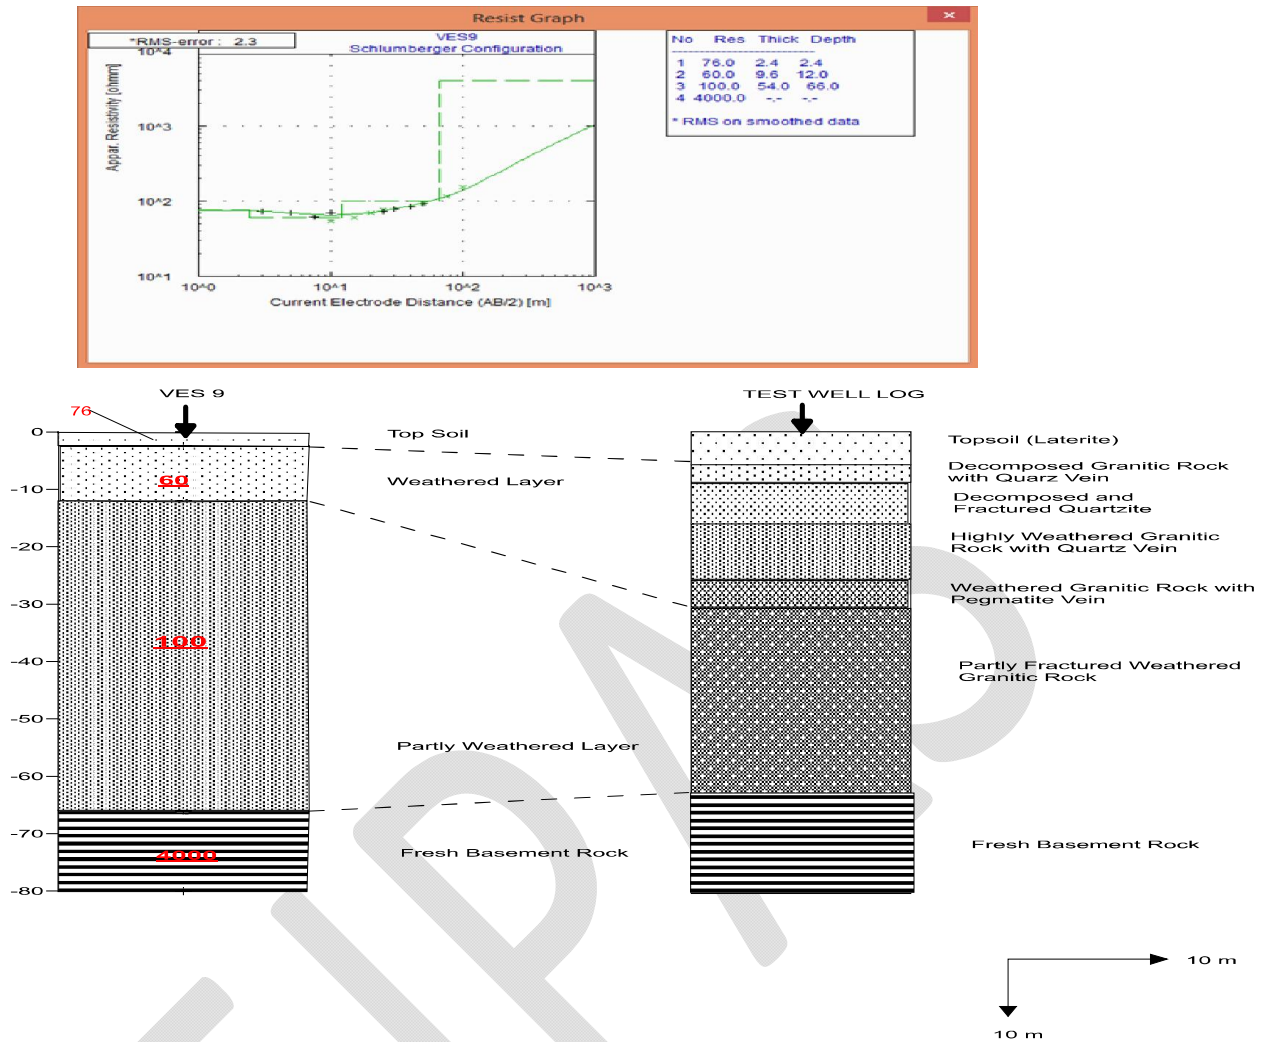 Resist Graph
×
*RMS-error : 2.3
VES9
Schlumberger Configuration
10^4
10^3
10^2
10^1
Appar. Resistivity [ohmm]
10^0 10^1 10^2 10^3
Current Electrode Distance (AB/2) [m]
No Res Thick Depth
1 76.0 2.4 2.4
2 60.0 9.6 12.0
3 100.0 54.0 66.0
4 4000.0 -.- -.-
* RMS on smoothed data
VES 9
76
0
-10
-20
-30
-40
-50
-60
-70
-80
60
100
4000
Top Soil
Weathered Layer
Partly Weathered Layer
Fresh Basement Rock
TEST WELL LOG
Topsoil (Laterite)
Decomposed Granitic Rock
with Quarz Vein
Decomposed and
Fractured Quartzite
Highly Weathered Granitic
Rock with Quartz Vein
Weathered Granitic Rock with
Pegmatite Vein
Partly Fractured Weathered
Granitic Rock
Fresh Basement Rock
10 m
10 m